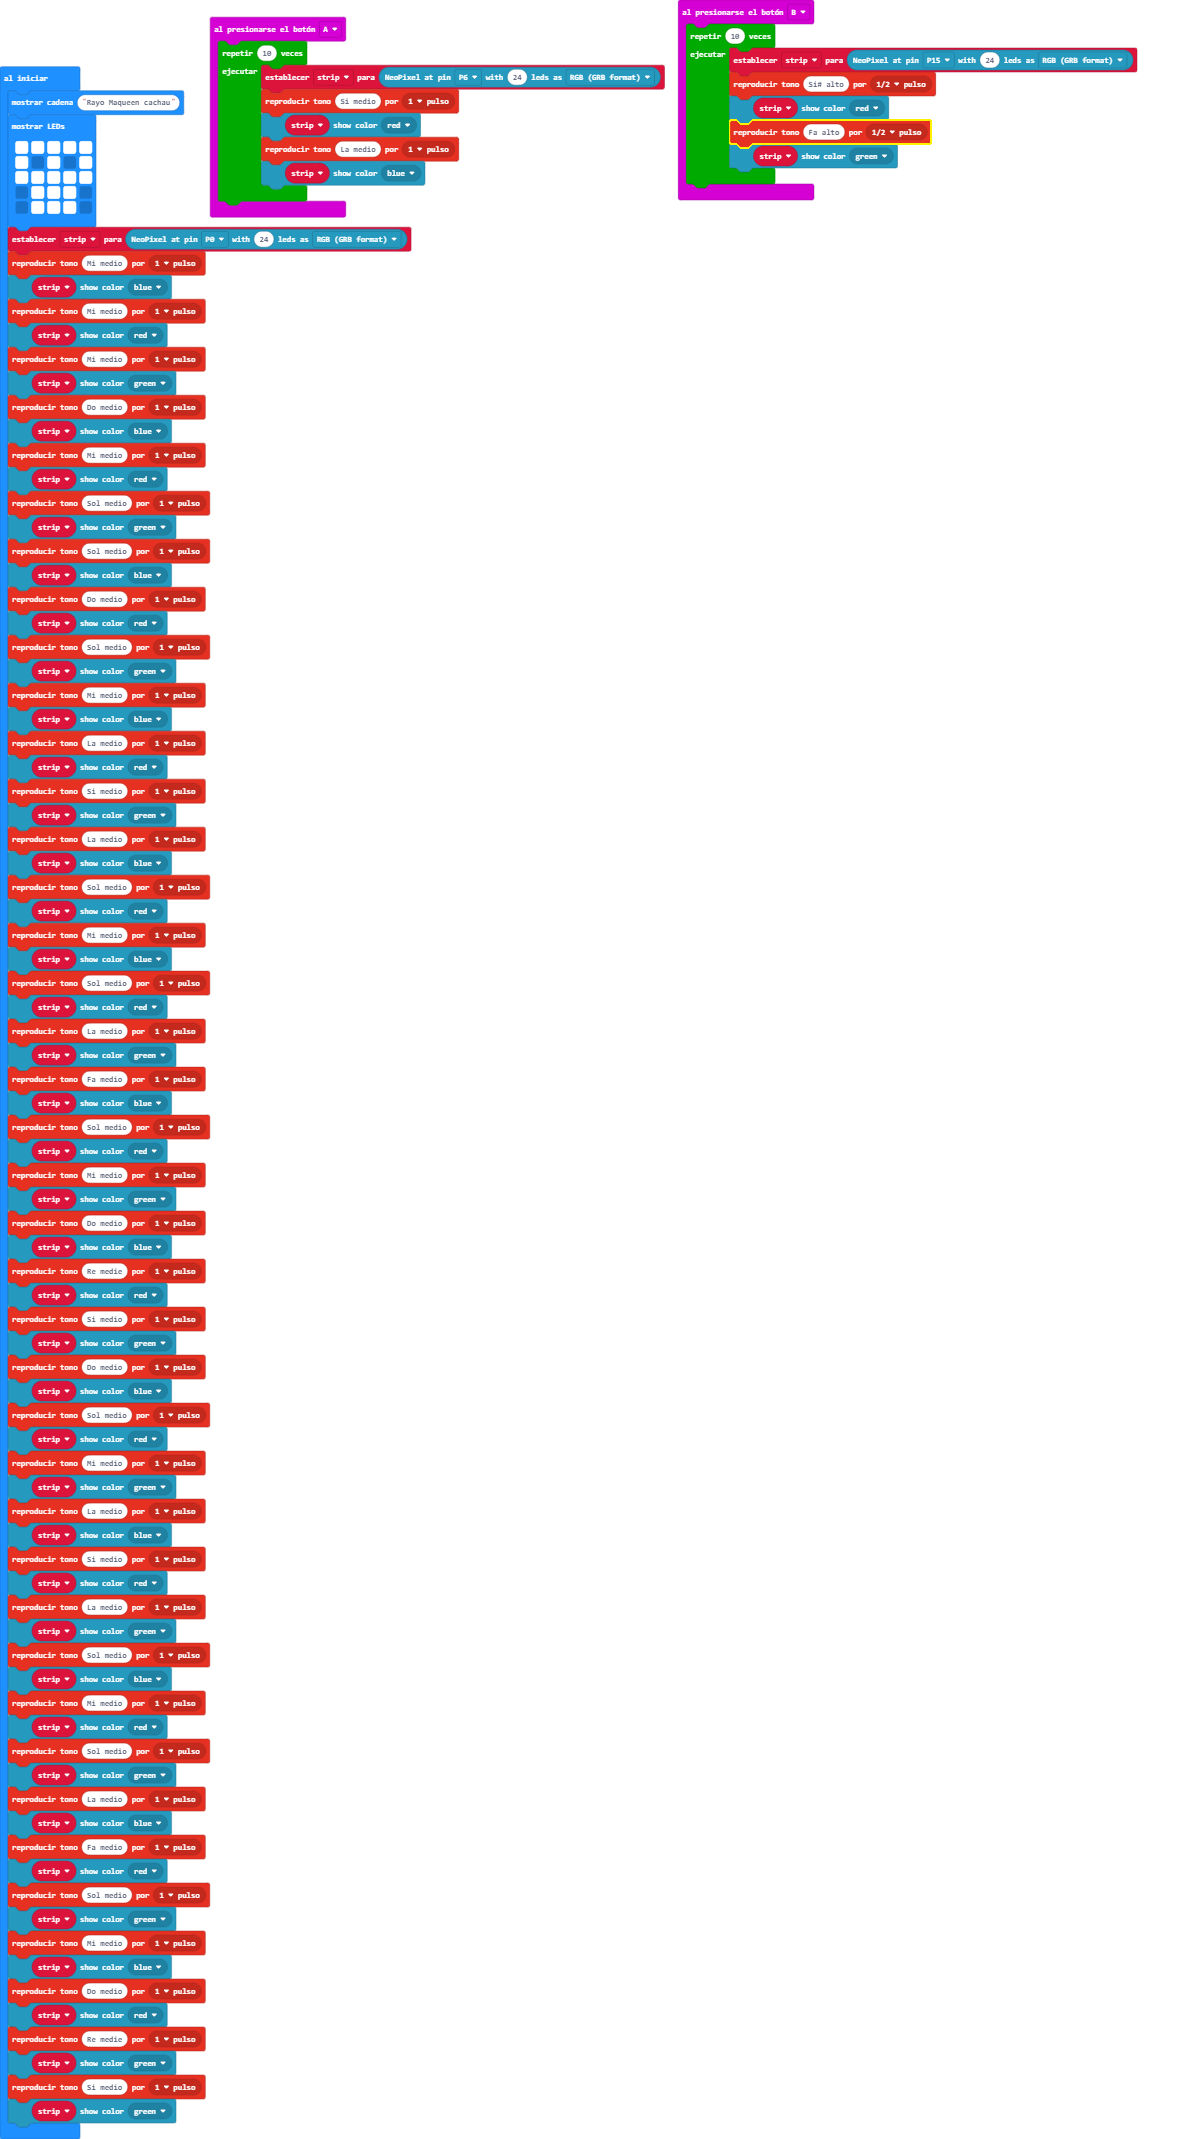 al iniciar
mostrar cadena "Rayo Maqueen cachau"
mostrar LEDs
establecer strip para NeoPixel at pin P0 with 24 leds as RGB (GRB format)
reproducir tono Mi medio por 1 pulso
strip show color blue
reproducir tono Mi medio por 1 pulso
strip show color red
reproducir tono Mi medio por 1 pulso
strip show color green
reproducir tono Do medio por 1 pulso
strip show color blue
reproducir tono Mi medio por 1 pulso
strip show color red
reproducir tono Sol medio por 1 pulso
strip show color green
reproducir tono Sol medio por 1 pulso
strip show color blue
reproducir tono Do medio por 1 pulso
strip show color red
reproducir tono Sol medio por 1 pulso
strip show color green
reproducir tono Mi medio por 1 pulso
strip show color blue
reproducir tono La medio por 1 pulso
strip show color red
reproducir tono Si medio por 1 pulso
strip show color green
reproducir tono La medio por 1 pulso
strip show color blue
reproducir tono Sol medio por 1 pulso
strip show color red
reproducir tono Mi medio por 1 pulso
strip show color blue
reproducir tono Sol medio por 1 pulso
strip show color red
reproducir tono La medio por 1 pulso
strip show color green
reproducir tono Fa medio por 1 pulso
strip show color blue
reproducir tono Sol medio por 1 pulso
strip show color red
reproducir tono Mi medio por 1 pulso
strip show color green
reproducir tono Do medio por 1 pulso
strip show color blue
reproducir tono Re medie por 1 pulso
strip show color red
reproducir tono Si medio por 1 pulso
strip show color green
reproducir tono Do medio por 1 pulso
strip show color blue
reproducir tono Sol medio por 1 pulso
strip show color red
reproducir tono Mi medio por 1 pulso
strip show color green
reproducir tono La medio por 1 pulso
strip show color blue
reproducir tono Si medio por 1 pulso
strip show color red
reproducir tono La medio por 1 pulso
strip show color green
reproducir tono Sol medio por 1 pulso
strip show color blue
reproducir tono Mi medio por 1 pulso
strip show color red
reproducir tono Sol medio por 1 pulso
strip show color green
reproducir tono La medio por 1 pulso
strip show color blue
reproducir tono Fa medio por 1 pulso
strip show color red
reproducir tono Sol medio por 1 pulso
strip show color green
reproducir tono Mi medio por 1 pulso
strip show color blue
reproducir tono Do medio por 1 pulso
strip show color red
reproducir tono Re medie por 1 pulso
strip show color green
reproducir tono Si medio por 1 pulso
strip show color green
al presionarse el botón A
repetir 10 veces
ejecutar
establecer strip para NeoPixel at pin P6 with 24 leds as RGB (GRB format)
reproducir tono Si medio por 1 pulso
strip show color red
reproducir tono La medio por 1 pulso
strip show color blue
al presionarse el botón B
repetir 10 veces
ejecutar
establecer strip para NeoPixel at pin P15 with 24 leds as RGB (GRB format)
reproducir tono Si# alto por 1/2 pulso
strip show color red
reproducir tono Fa alto por 1/2 pulso
strip show color green